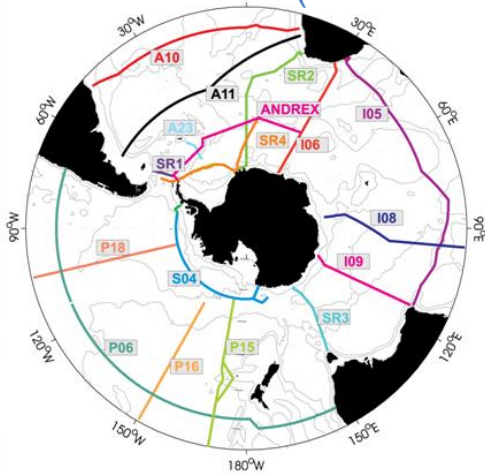 30°W
30°E
A10
SR2
A11
I05
60°W
60°E
ANDREX
A23
SR4
I06
SR1
I08
90°W
90°E
P18
I09
S04
SR3
P06
P15
P16
120°W
120°E
150°W
150°E
180°W